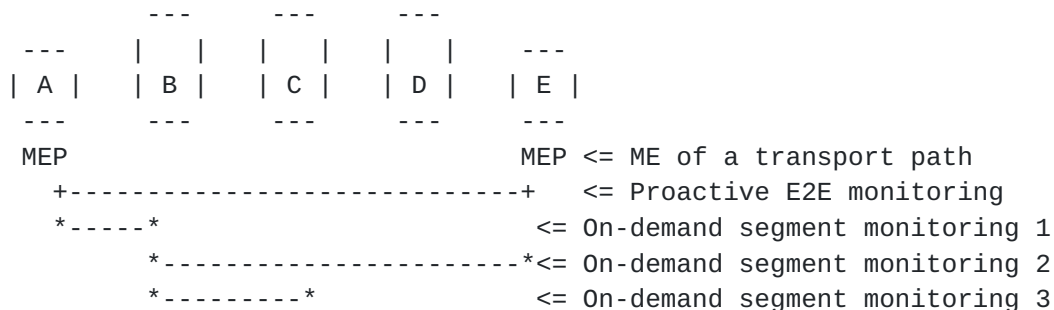 ---     ---     ---
 ---    |   |   |   |   |   |    ---
| A |   | B |   | C |   | D |   | E |
 ---     ---     ---     ---     ---
 MEP                             MEP <= ME of a transport path
   +-----------------------------+   <= Proactive E2E monitoring
   *-----*                        <= On-demand segment monitoring 1
         *-----------------------*<= On-demand segment monitoring 2
         *---------*              <= On-demand segment monitoring 3